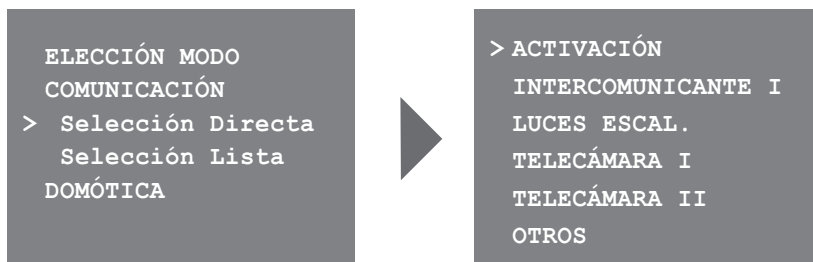 ELECCIÓN MODO
COMUNICACIÓN
> Selección Directa
Selección Lista
DOMÓTICA
> ACTIVACIÓN
INTERCOMUNICANTE I
LUCES ESCAL.
TELECÁMARA I
TELECÁMARA II
OTROS